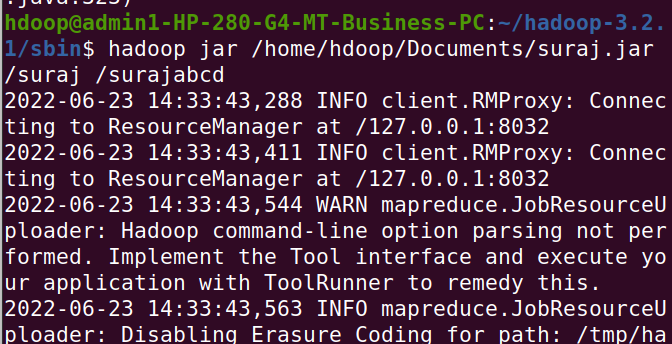 .java:323)
hdoop@admin1-HP-280-G4-MT-Business-PC:~/hadoop-3.2.
1/sbin$ hadoop jar /home/hdoop/Documents/suraj.jar
/suraj /surajabcd
2022-06-23 14:33:43,288 INFO client.RMProxy: Connec
ting to ResourceManager at /127.0.0.1:8032
2022-06-23 14:33:43,411 INFO client.RMProxy: Connec
ting to ResourceManager at /127.0.0.1:8032
2022-06-23 14:33:43,544 WARN mapreduce.JobResourceU
ploader: Hadoop command-line option parsing not per
formed. Implement the Tool interface and execute yo
ur application with ToolRunner to remedy this.
2022-06-23 14:33:43,563 INFO mapreduce.JobResourceU
ploader: Disabling Erasure Coding for path: /tmp/ha